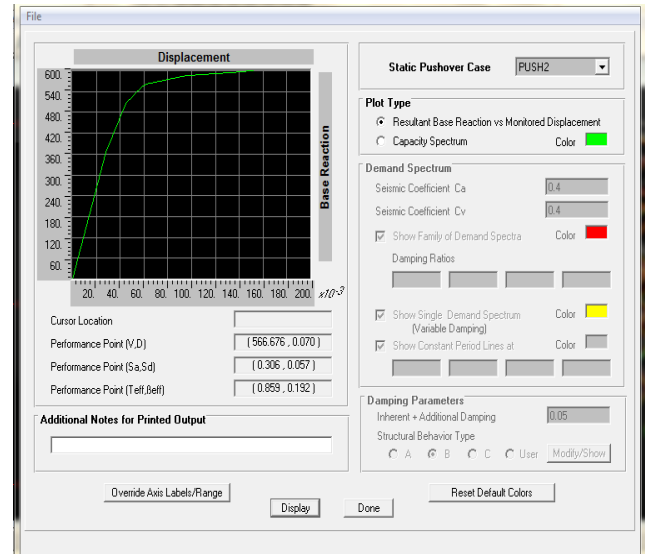 File
Displacement
600.
540.
480.
420.
360.
300.
240.
180.
120.
60.
Base Reaction
20. 40. 60. 80. 100. 120. 140. 160. 180. 200. x10-3
Cursor Location
Performance Point (V,D) ( 566.676 , 0.070 )
Performance Point (Sa,Sd) ( 0.306 , 0.057 )
Performance Point (Teff,βeff) ( 0.859 , 0.192 )
Additional Notes for Printed Output
Static Pushover Case PUSH2
Plot Type
Resultant Base Reaction vs Monitored Displacement
Capacity Spectrum Color
Demand Spectrum
Seismic Coefficient Ca 0.4
Seismic Coefficient Cv 0.4
Show Family of Demand Spectra Color
Damping Ratios
Show Single Demand Spectrum Color
(Variable Damping)
Show Constant Period Lines at Color
Damping Parameters
Inherent + Additional Damping 0.05
Structural Behavior Type
A B C User Modify/Show
Override Axis Labels/Range
Reset Default Colors
Display Done